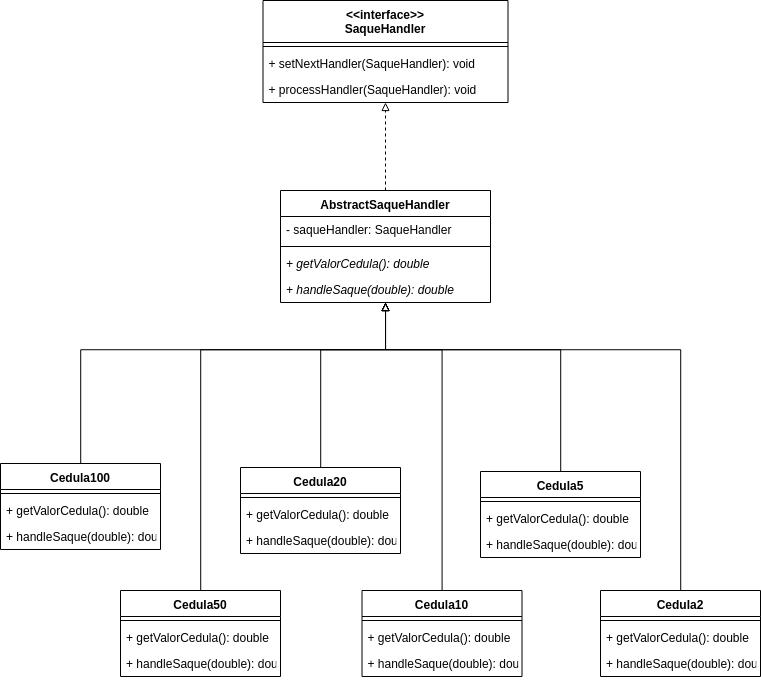 <<interface>>
SaqueHandler
+ setNextHandler(SaqueHandler): void
+ processHandler(SaqueHandler): void
AbstractSaqueHandler
- saqueHandler: SaqueHandler
+ getValorCedula(): double
+ handleSaque(double): double
Cedula100
+ getValorCedula(): double
+ handleSaque(double): dou
Cedula20
+ getValorCedula(): double
+ handleSaque(double): dou
Cedula5
+ getValorCedula(): double
+ handleSaque(double): dou
Cedula50
+ getValorCedula(): double
+ handleSaque(double): dou
Cedula10
+ getValorCedula(): double
+ handleSaque(double): dou
Cedula2
+ getValorCedula(): double
+ handleSaque(double): dou